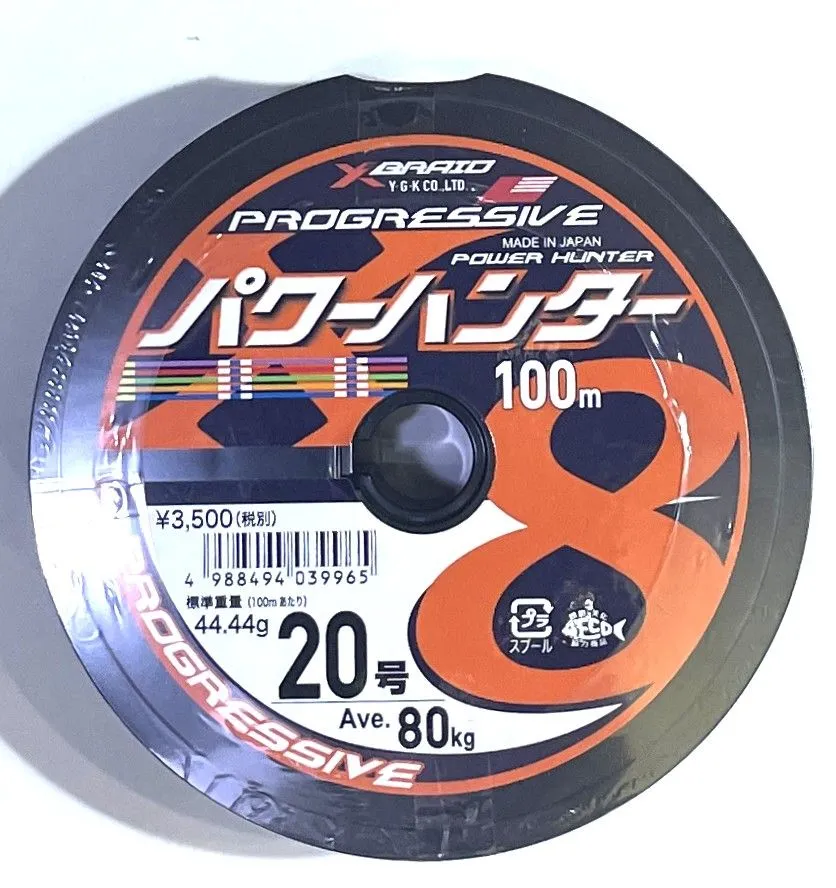 X BRAID
Y・G・K CO.,LTD.
PROGRESSIVE
MADE IN JAPAN
POWER HUNTER
パワーハンター
100m
X8
¥3,500(税別)
4 988494 039965
標準重量 (100mあたり)
44.44g
20号
Ave. 80kg
プラ
スプール
PROGRESSIVE